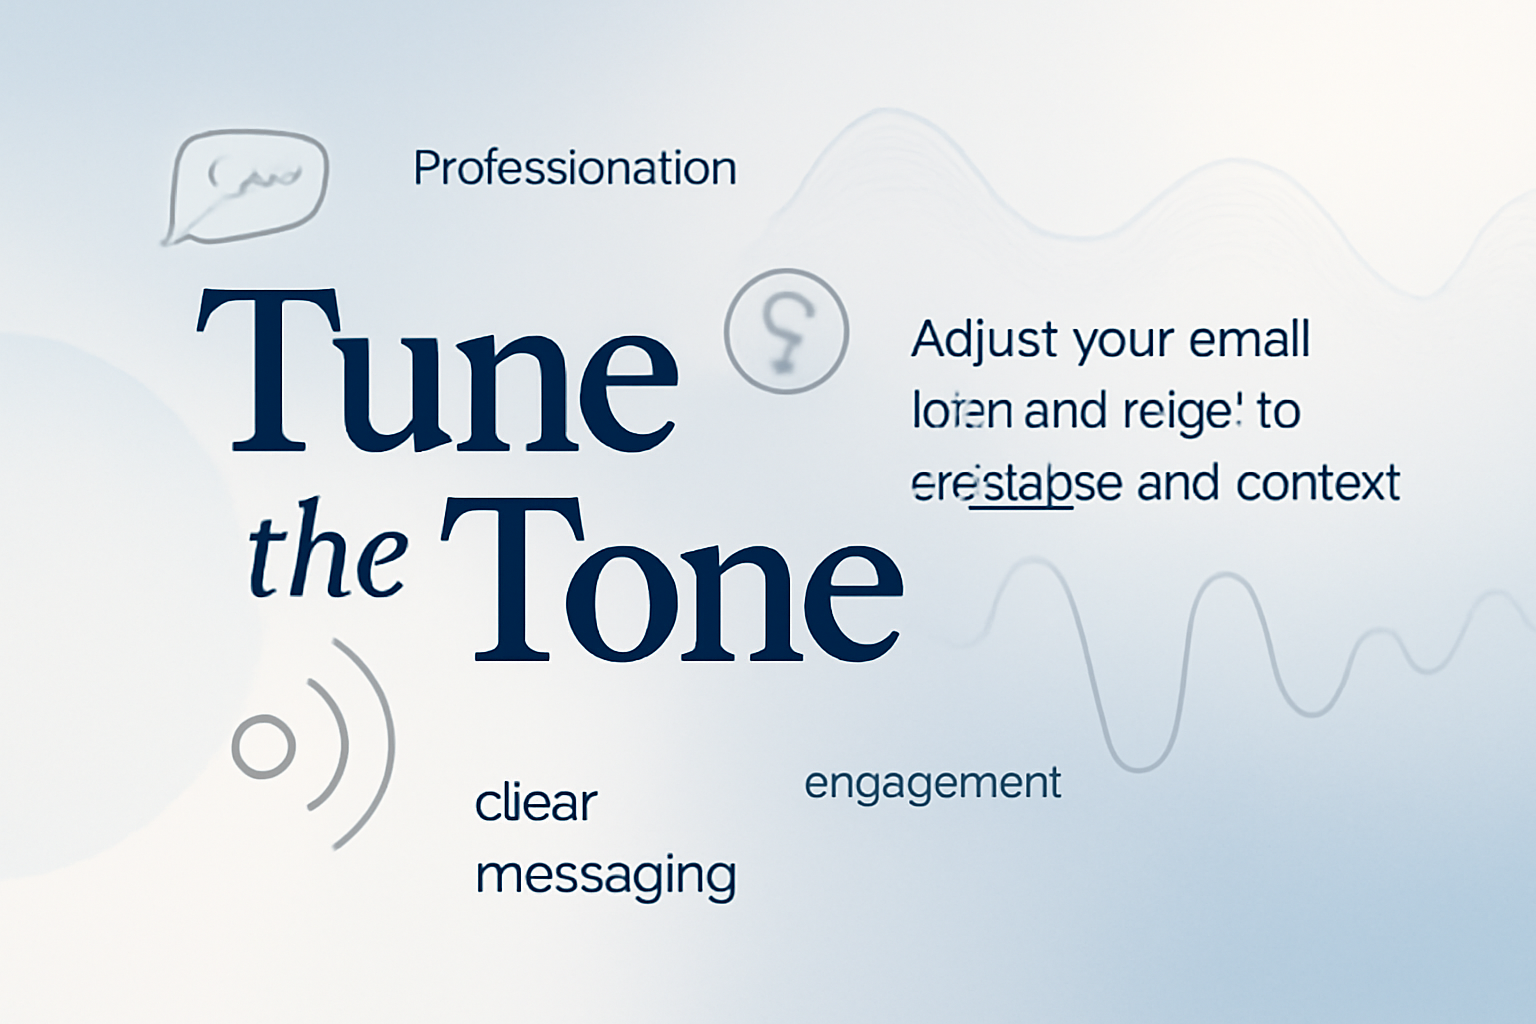 Professionation
Tune
the Tone
Adjust your emall
and to
and context
engagement
cliear
messaging